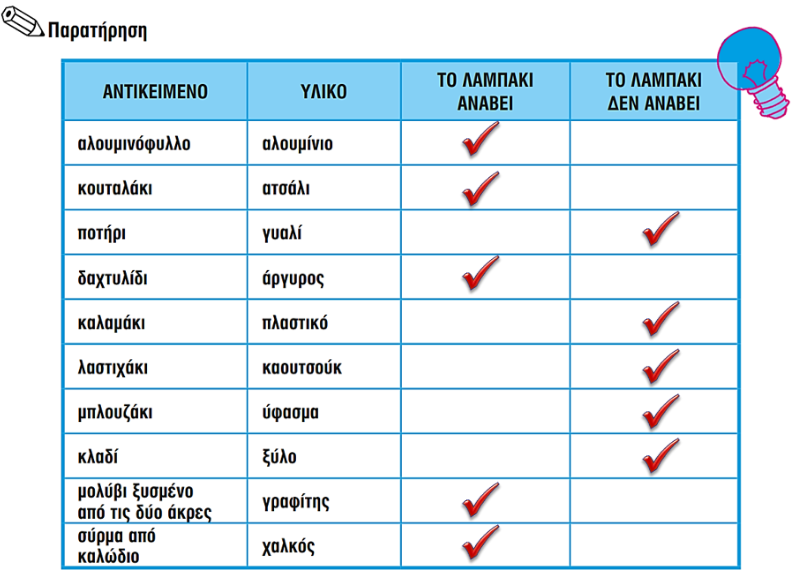 Παρατήρηση
ΑΝΤΙΚΕΙΜΕΝΟ ΥΛΙΚΟ ΤΟ ΛΑΜΠΑΚΙ ΑΝΑΒΕΙ ΤΟ ΛΑΜΠΑΚΙ ΔΕΝ ΑΝΑΒΕΙ
αλουμινόφυλλο αλουμίνιο
κουταλάκι ατσάλι
ποτήρι γυαλί
δαχτυλίδι άργυρος
καλαμάκι πλαστικό
λαστιχάκι καουτσούκ
μπλουζάκι ύφασμα
κλαδί ξύλο
μολύβι ξυσμένο
από τις δύο άκρες γραφίτης
σύρμα από
καλώδιο χαλκός